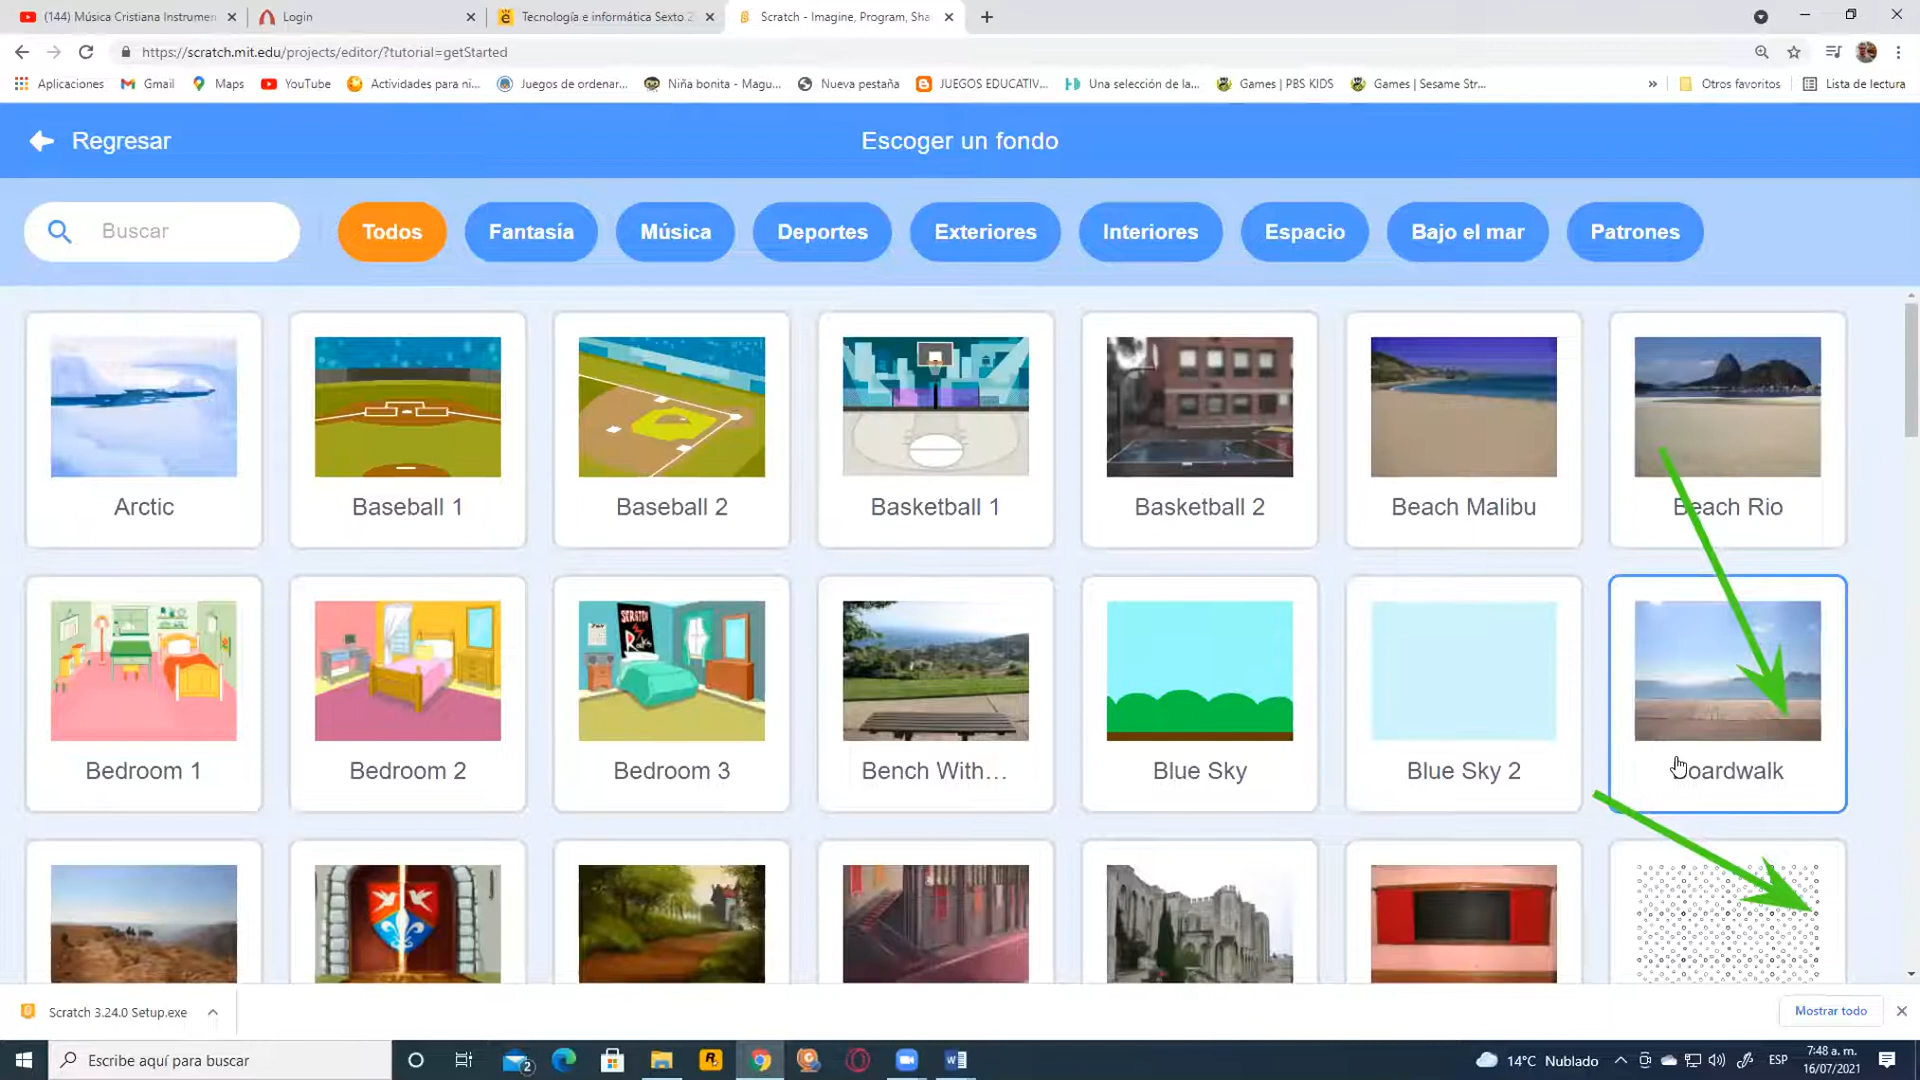 (144) Música Cristiana Instrumen
Login
Tecnología e informática Sexto 2
Scratch - Imagine, Program, Sha
https://scratch.mit.edu/projects/editor/?tutorial=getStarted
Aplicaciones
Gmail
Maps
YouTube
Actividades para ni...
Juegos de ordenar...
Niña bonita - Magu...
Nueva pestaña
JUEGOS EDUCATIV...
Una selección de la...
Games | PBS KIDS
Games | Sesame Str...
Otros favoritos
Lista de lectura
Regresar
Escoger un fondo
Buscar
Todos
Fantasía
Música
Deportes
Exteriores
Interiores
Espacio
Bajo el mar
Patrones
Arctic
Baseball 1
Baseball 2
Basketball 1
Basketball 2
Beach Malibu
Beach Rio
SCRATCH
Rocks
Bedroom 1
Bedroom 2
Bedroom 3
Bench With...
Blue Sky
Blue Sky 2
Boardwalk
Scratch 3.24.0 Setup.exe
Mostrar todo
Escribe aquí para buscar
2
14°C Nublado
ESP
7:48 a. m.
16/07/2021